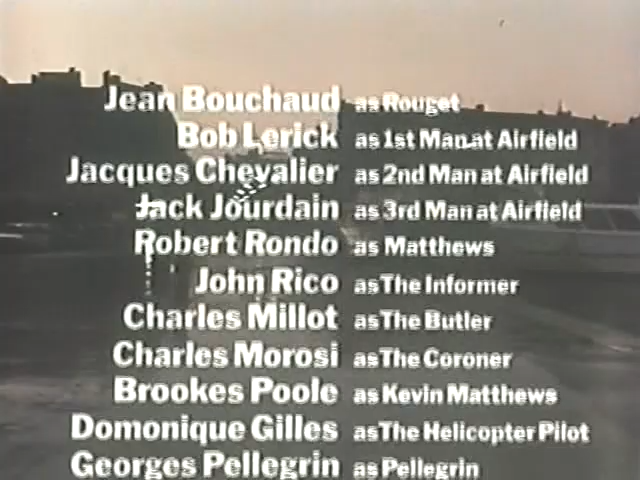 Jean Bouchaud as Rouget
Bob Lerick as 1st Man at Airfield
Jacques Chevalier as 2nd Man at Airfield
Jack Jourdain as 3rd Man at Airfield
Robert Rondo as Matthews
John Rico as The Informer
Charles Millot as The Butler
Charles Morosi as The Coroner
Brookes Poole as Kevin Matthews
Domonique Gilles as The Helicopter Pilot
Georges Pellegrin as Pellegrin